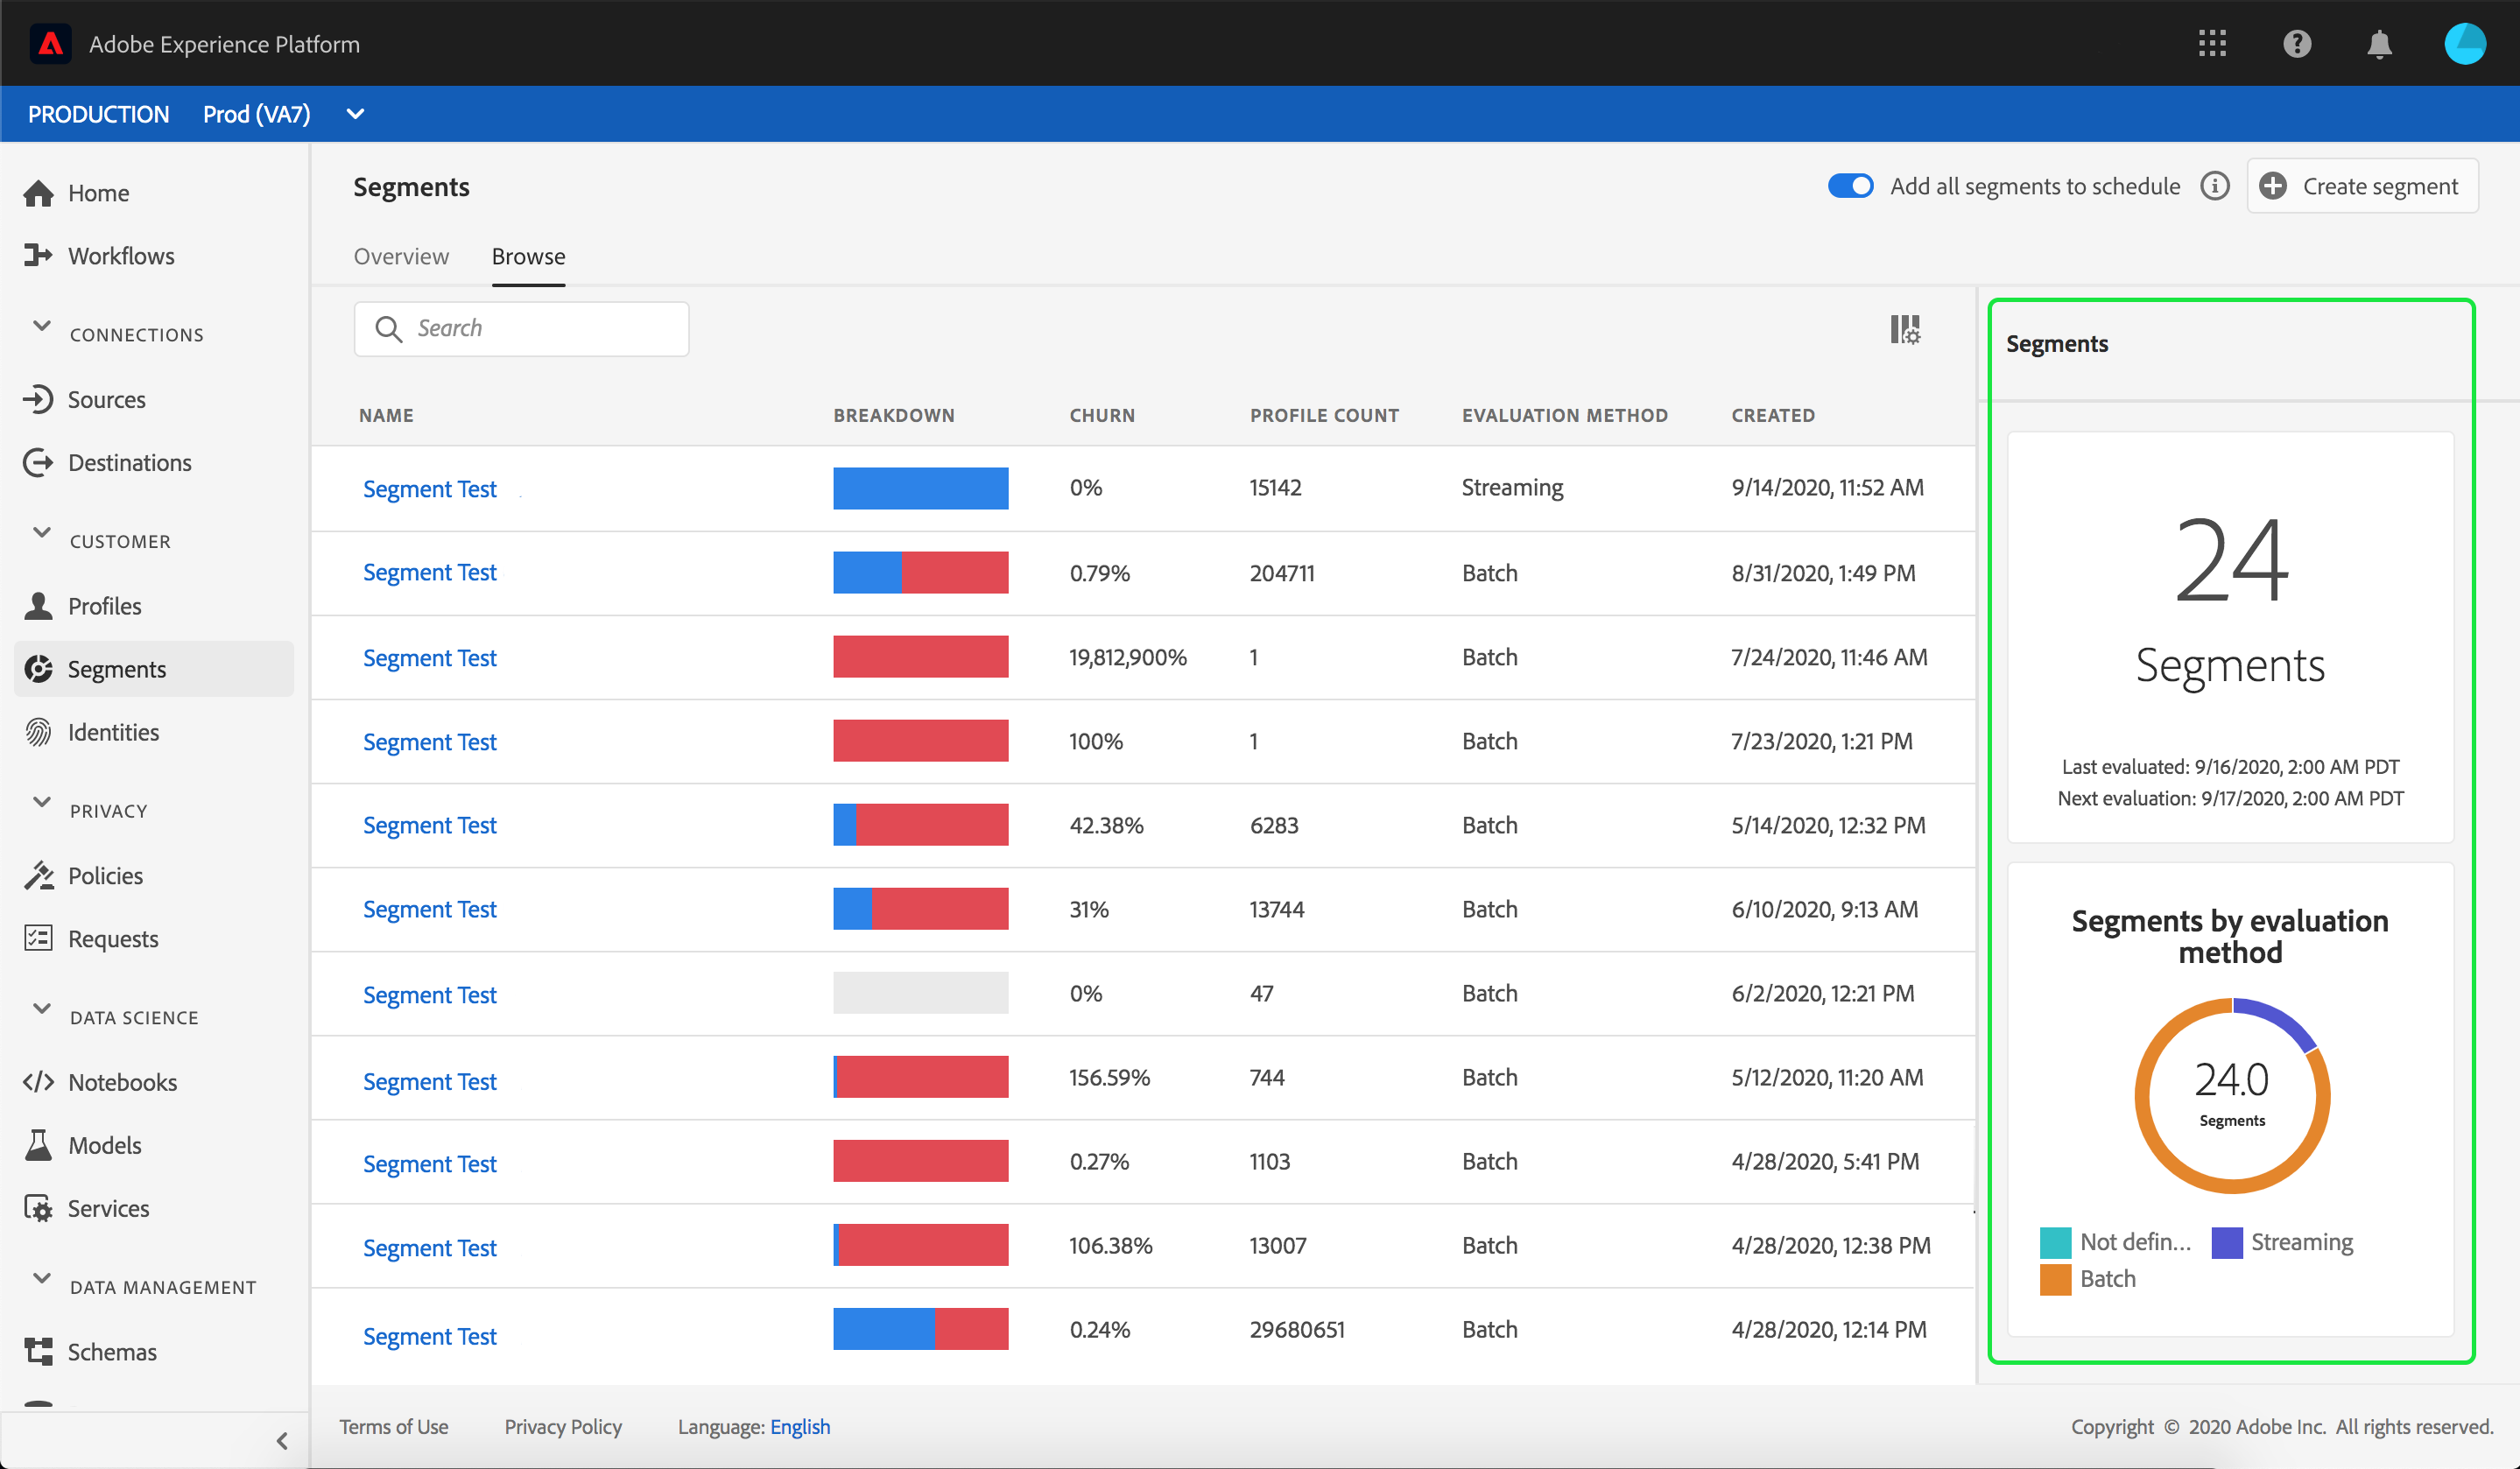 Adobe Experience Platform
PRODUCTION Prod (VA7)
Home
Workflows
CONNECTIONS
Sources
Destinations
CUSTOMER
Profiles
Segments
Identities
PRIVACY
Policies
Requests
DATA SCIENCE
Notebooks
Models
Services
DATA MANAGEMENT
Schemas
Segments
Add all segments to schedule
Create segment
Overview Browse
Search
NAME BREAKDOWN CHURN PROFILE COUNT EVALUATION METHOD CREATED
Segment Test 0% 15142 Streaming 9/14/2020, 11:52 AM
Segment Test 0.79% 204711 Batch 8/31/2020, 1:49 PM
Segment Test 19,812,900% 1 Batch 7/24/2020, 11:46 AM
Segment Test 100% 1 Batch 7/23/2020, 1:21 PM
Segment Test 42.38% 6283 Batch 5/14/2020, 12:32 PM
Segment Test 31% 13744 Batch 6/10/2020, 9:13 AM
Segment Test 0% 47 Batch 6/2/2020, 12:21 PM
Segment Test 156.59% 744 Batch 5/12/2020, 11:20 AM
Segment Test 0.27% 1103 Batch 4/28/2020, 5:41 PM
Segment Test 106.38% 13007 Batch 4/28/2020, 12:38 PM
Segment Test 0.24% 29680651 Batch 4/28/2020, 12:14 PM
Segments
24
Segments
Last evaluated: 9/16/2020, 2:00 AM PDT
Next evaluation: 9/17/2020, 2:00 AM PDT
Segments by evaluation
method
24.0
Segments
Not defin... Streaming
Batch
Terms of Use Privacy Policy Language: English
Copyright © 2020 Adobe Inc. All rights reserved.